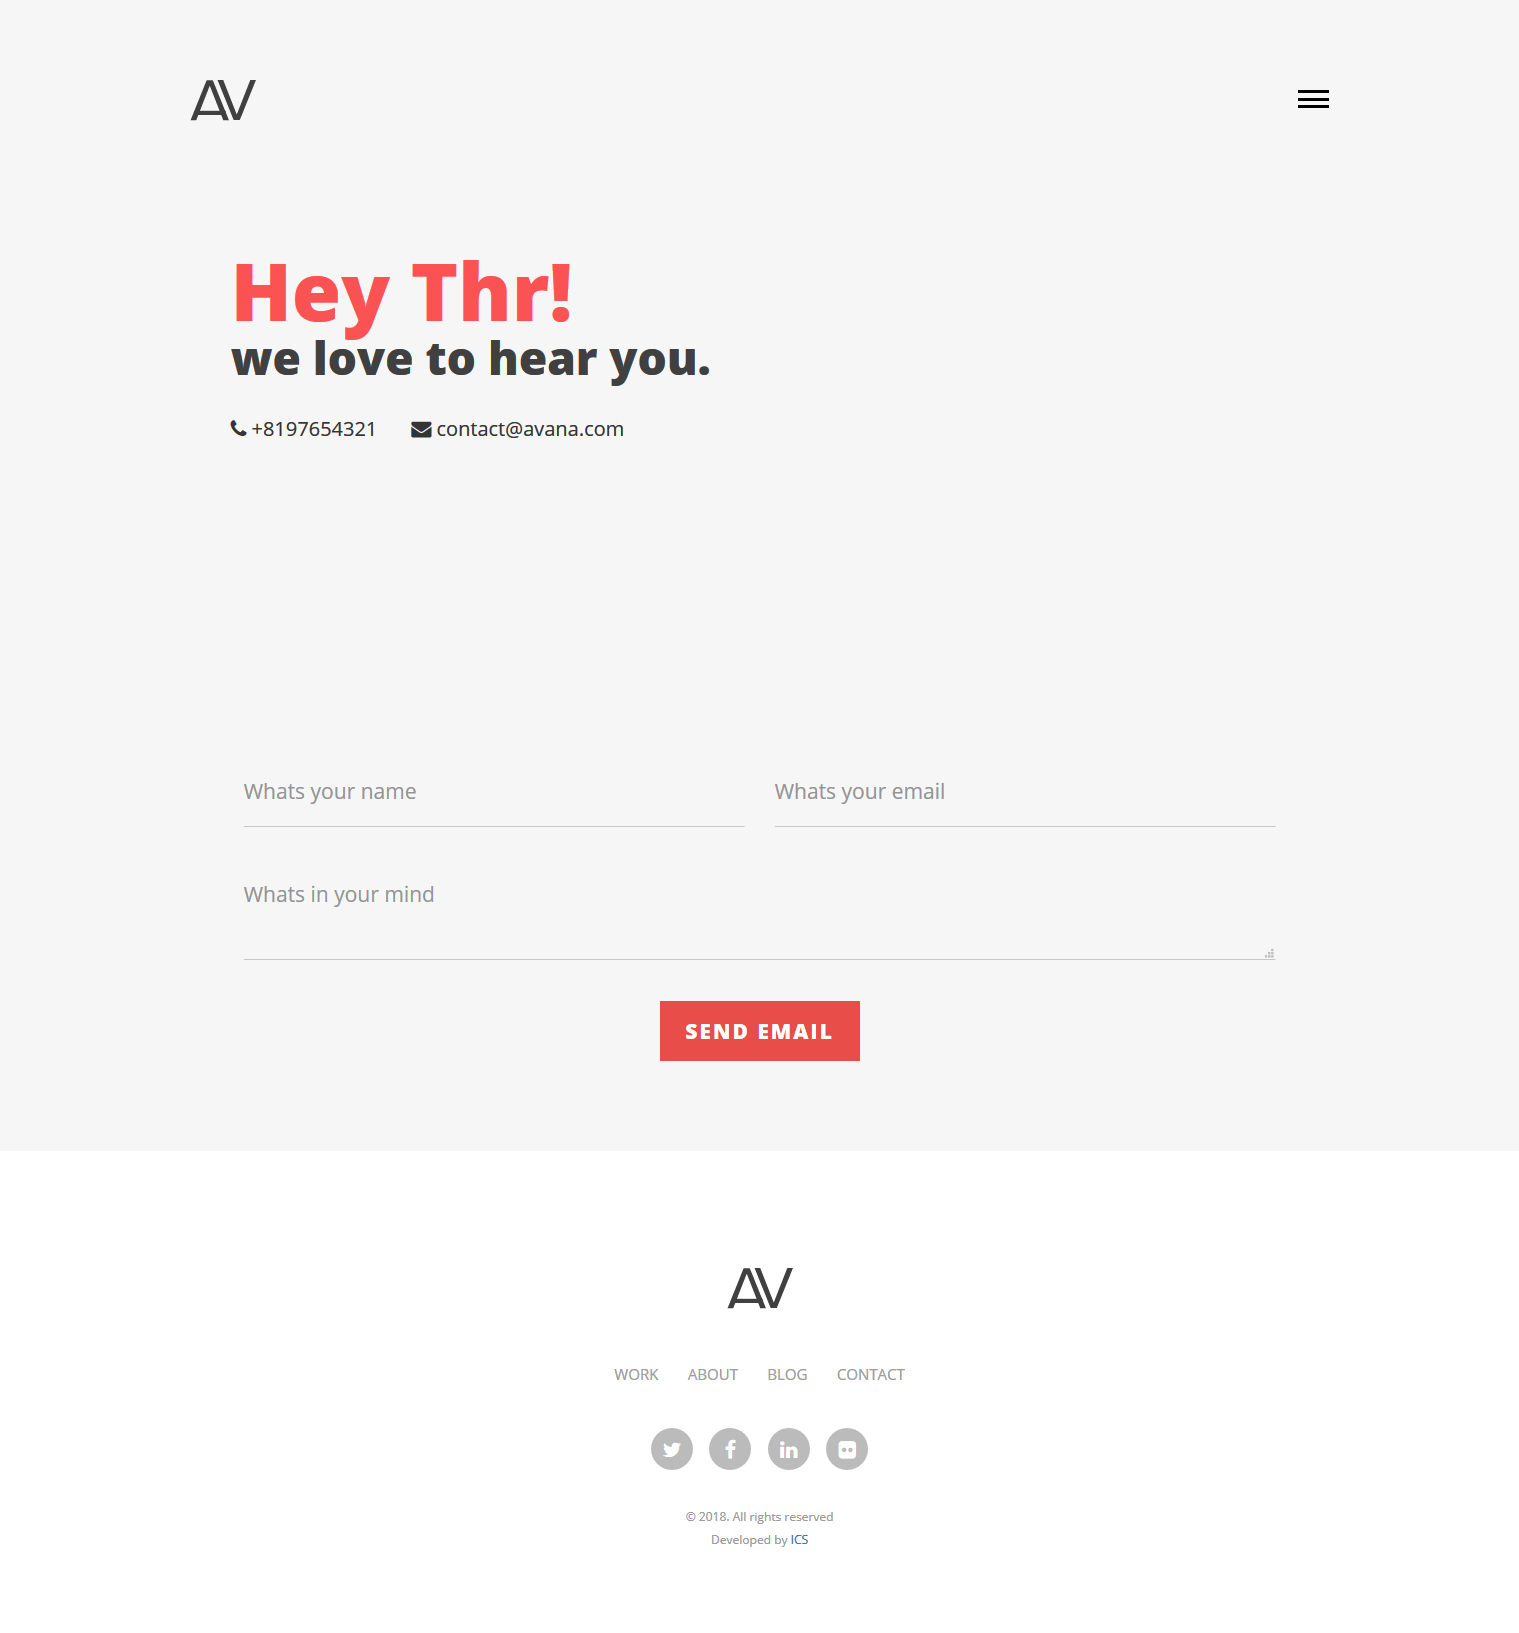 AV
Hey Thr!
we love to hear you.
+8197654321 contact@avana.com
Whats your name Whats your email
Whats in your mind
SEND EMAIL
AV
WORK ABOUT BLOG CONTACT
© 2018. All rights reserved
Developed by ICS